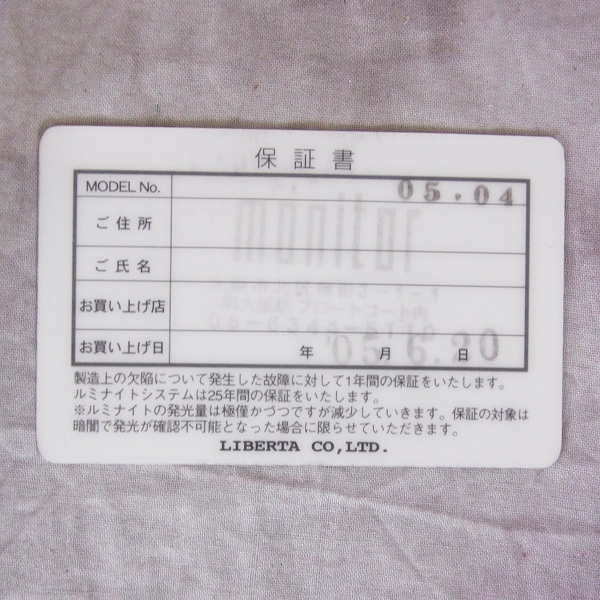 保証書
MODEL No. 05.04
monitor
ご住所
ご氏名
お買い上げ店
お買い上げ日 年 月 日
'05.6.20
製造上の欠陥について発生した故障に対して1年間の保証をいたします。
ルミナイトシステムは25年間の保証をいたします。
※ルミナイトの発光量は極僅かづつですが減少していきます。保証の対象は
暗闇で発光が確認不可能となった場合に限らせていただきます。
LIBERTA CO,LTD.